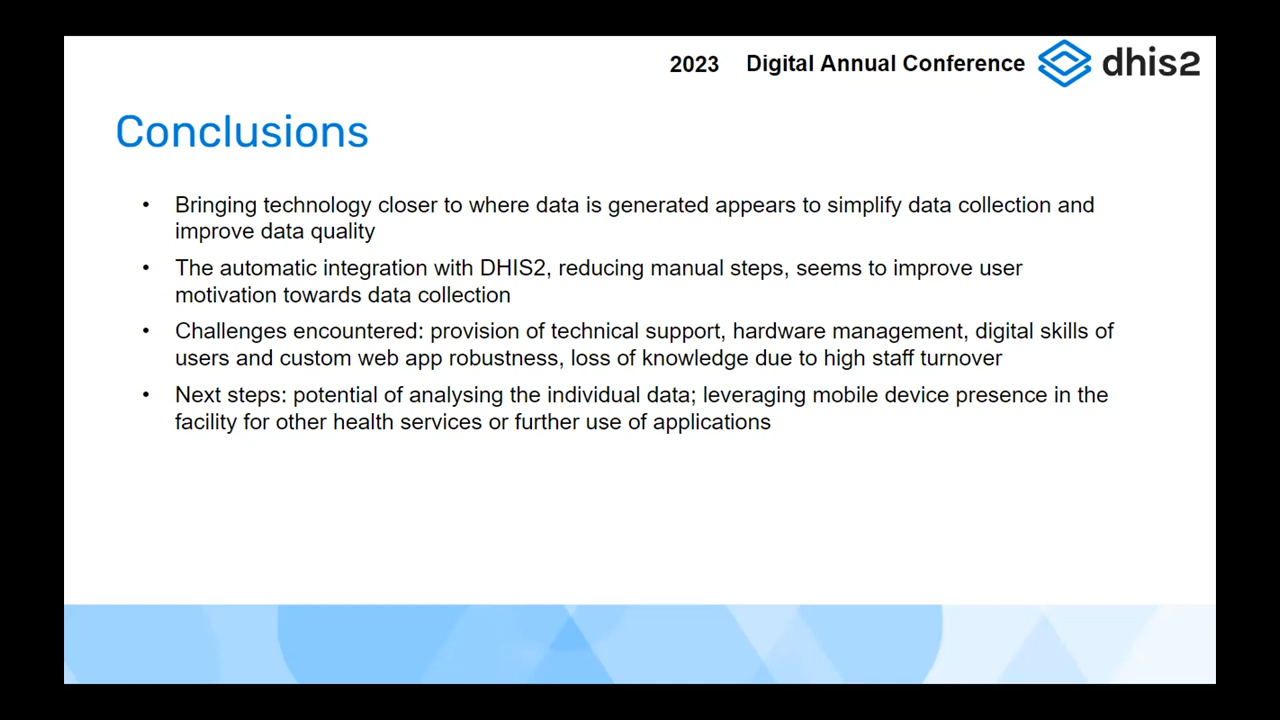 2023 Digital Annual Conference dhis2
Conclusions
• Bringing technology closer to where data is generated appears to simplify data collection and
improve data quality
• The automatic integration with DHIS2, reducing manual steps, seems to improve user
motivation towards data collection
• Challenges encountered: provision of technical support, hardware management, digital skills of
users and custom web app robustness, loss of knowledge due to high staff turnover
• Next steps: potential of analysing the individual data; leveraging mobile device presence in the
facility for other health services or further use of applications